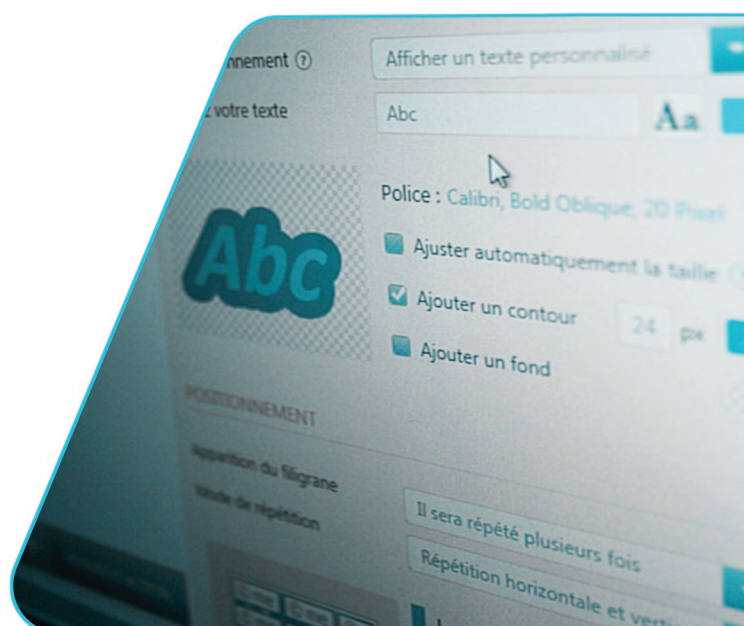 nnement ? Afficher un texte personnalisé
votre texte Abc Aa
Police : Calibri, Bold Oblique, 20 Pixel
Abc
Ajuster automatiquement la taille
Ajouter un contour 24 px
Ajouter un fond
POSITIONNEMENT
Apparition du filigrane
Il sera répété plusieurs fois
Mode de répétition
Répétition horizontale et verti